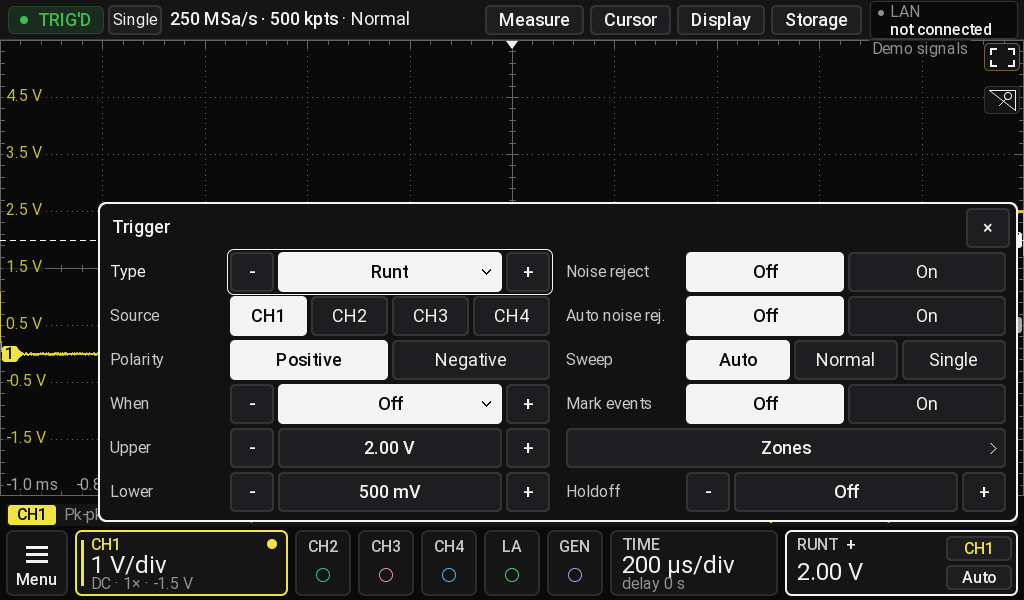 TRIG'D Single 250 MSa/s · 500 kpts · Normal Measure Cursor Display Storage LAN
not connected
Demo signals
4.5 V
3.5 V
2.5 V
1.5 V
0.5 V
1
-0.5 V
-1.5 V
-1.0 ms -0.8
Trigger ×
Type - Runt +
Source CH1 CH2 CH3 CH4
Polarity Positive Negative
When - Off +
Upper - 2.00 V +
Lower - 500 mV +
Noise reject Off On
Auto noise rej. Off On
Sweep Auto Normal Single
Mark events Off On
Zones
Holdoff - Off +
CH1 Pk-pk
Menu
CH1
1 V/div
DC · 1× · -1.5 V
CH2 CH3 CH4 LA GEN
TIME
200 µs/div
delay 0 s
RUNT + CH1
2.00 V Auto